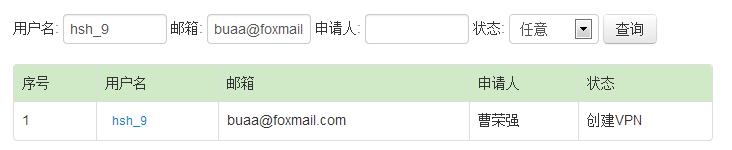 用户名: hsh_9 邮箱: buaa@foxmail 申请人: 状态: 任意 查询
序号 用户名 邮箱 申请人 状态
1 hsh_9 buaa@foxmail.com 曹荣强 创建VPN